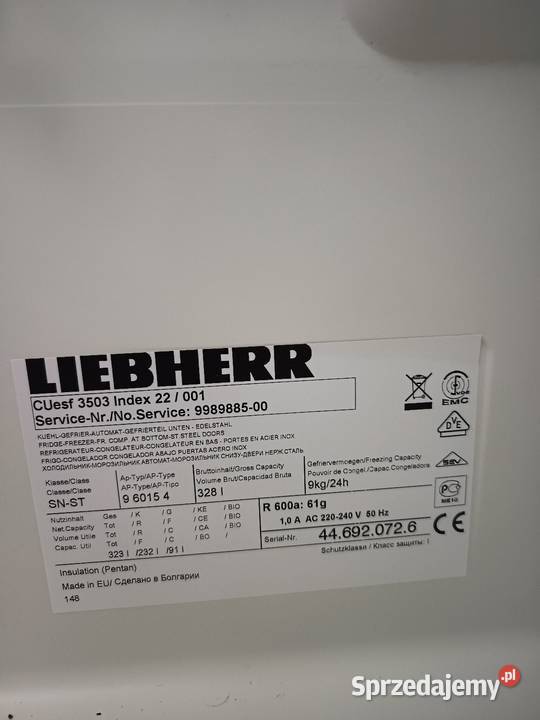 LIEBHERR
CUesf 3503 Index 22 / 001
Service-Nr./No.Service: 9989885-00
KUEHL-GEFRIER-AUTOMAT-GEFRIERTEIL UNTEN - EDELSTAHL
FRIDGE-FREEZER-FR. COMP. AT BOTTOM-ST.STEEL DOORS
REFRIGERATEUR-CONGELATEUR EN BAS - PORTES EN ACIER INOX
FRIGO-CONGELADOR CONGELADOR ABAJO PUERTAS ACERO INOX
ХОЛОДИЛЬНИК-МОРОЗИЛЬНИК АВТОМАТ-МОРОЗИЛЬНИК СНИЗУ-ДВЕРИ НЕРЖ.СТАЛЬ
Klasse/Class
Classe/Clase
SN-ST
Ap-Typ/AP-Type
AP-Type/AP-Tipo
9 6015 4
Bruttoinhalt/Gross Capacity
Volume Brut/Capacidad Bruta
328 l
Gefriervermoegen/Freezing Capacity
Pouvoir de Congel./Capac.Congeladora
9kg/24h
Nutzinhalt Ges / K / G / KE / BIO
Net.Capacity Tot / R / F / CE / BIO
Volume Utile Tot / R / C / CA / BIO
Capac. Util Tot / F / C / BO /
323 l /232 l /91 l
R 600a: 61g
1,0 A AC 220-240 V 50 Hz
Serial-Nr. 44.692.072.6
Schutzklasse / Класс защиты: I
Insulation (Pentan)
Made in EU/ Сделано в Болгарии
148
VDE
EMC
VDE
SEV
CE
Sprzedajemy.pl